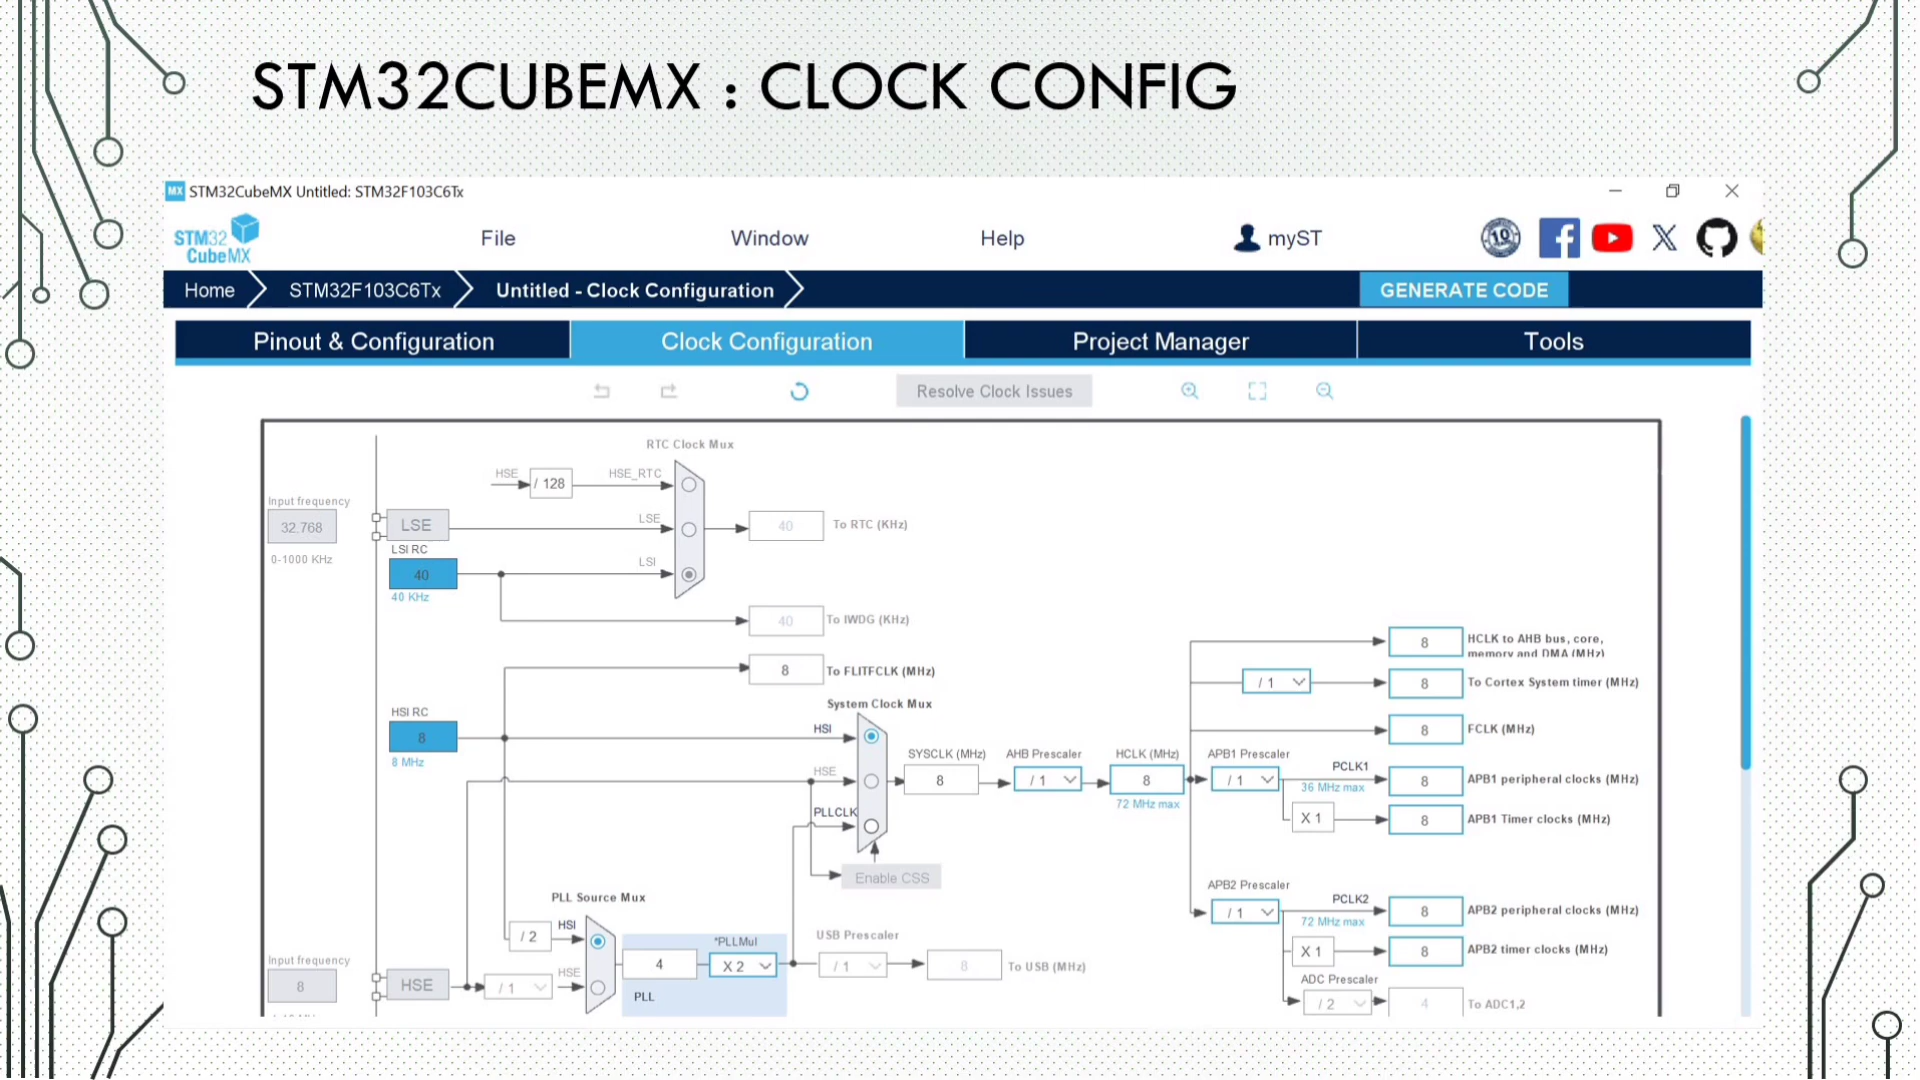 STM32CUBEMX : CLOCK CONFIG
MX STM32CubeMX Untitled: STM32F103C6Tx
STM32 CubeMX
File Window Help myST
10
Home STM32F103C6Tx Untitled - Clock Configuration GENERATE CODE
Pinout & Configuration Clock Configuration Project Manager Tools
Resolve Clock Issues
RTC Clock Mux
HSE / 128 HSE_RTC
Input frequency
32.768 LSE LSE 40 To RTC (KHz)
0-1000 KHz
LSI RC
40 LSI
40 KHz
40 To IWDG (KHz)
8 To FLITFCLK (MHz)
8 HCLK to AHB bus, core,
memory and DMA (MHz)
/ 1 8 To Cortex System timer (MHz)
System Clock Mux
HSI RC
8 HSI
8 MHz
8 FCLK (MHz)
SYSCLK (MHz) AHB Prescaler HCLK (MHz) APB1 Prescaler
HSE 8 / 1 8 / 1 PCLK1 8 APB1 peripheral clocks (MHz)
72 MHz max 36 MHz max
PLLCLK X 1 8 APB1 Timer clocks (MHz)
Enable CSS
APB2 Prescaler
/ 1 PCLK2 8 APB2 peripheral clocks (MHz)
72 MHz max
X 1 8 APB2 timer clocks (MHz)
PLL Source Mux
/ 2 HSI
*PLLMul USB Prescaler
4 X 2 / 1 8 To USB (MHz)
PLL
Input frequency
8 HSE / 1 HSE
ADC Prescaler
/ 2 4 To ADC1,2